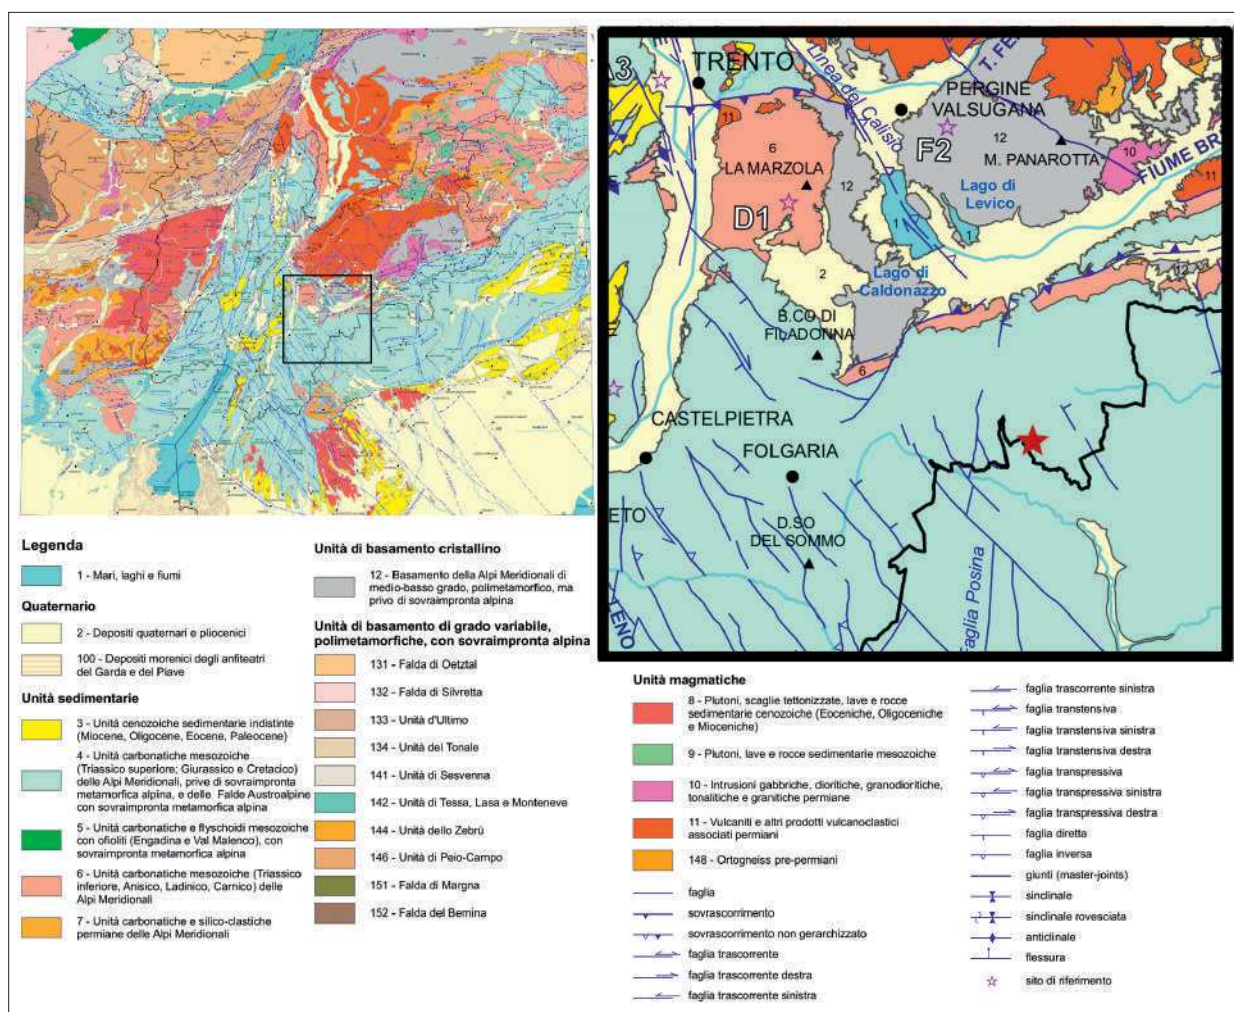 A3
TRENTO
Linea del Calisio
T. FE
PERGINE
VALSUGANA
7
11
6
12
12
10
F2
LA MARZOLA
M. PANAROTTA
FIUME BR
11
D1
Lago di
Levico
1
1
2
Lago di
Caldonazzo
12
B.CO DI
FILADONNA
6
CASTELPIETRA
FOLGARIA
ETO
D.SO
DEL SOMMO
Faglia Posina
LENO
Legenda
1 - Mari, laghi e fiumi
Quaternario
2 - Depositi quaternari e pliocenici
100 - Depositi morenici degli anfiteatri
del Garda e del Piave
Unità sedimentarie
3 - Unità cenozoiche sedimentarie indistinte
(Miocene, Oligocene, Eocene, Paleocene)
4 - Unità carbonatiche mesozoiche
(Triassico superiore; Giurassico e Cretacico)
delle Alpi Meridionali, prive di sovraimpronta
metamorfica alpina, e delle Falde Austroalpine
con sovraimpronta metamorfica alpina
5 - Unità carbonatiche e flyschoidi mesozoiche
con ofioliti (Engadina e Val Malenco), con
sovraimpronta metamorfica alpina
6 - Unità carbonatiche mesozoiche (Triassico
inferiore, Anisico, Ladinico, Carnico) delle
Alpi Meridionali
7 - Unità carbonatiche e silico-clastiche
permiane delle Alpi Meridionali
Unità di basamento cristallino
12 - Basamento della Alpi Meridionali di
medio-basso grado, polimetamorfico, ma
privo di sovraimpronta alpina
Unità di basamento di grado variabile,
polimetamorfiche, con sovraimpronta alpina
131 - Falda di Oetztal
132 - Falda di Silvretta
133 - Unità d'Ultimo
134 - Unità del Tonale
141 - Unità di Sesvenna
142 - Unità di Tessa, Lasa e Monteneve
144 - Unità dello Zebrù
146 - Unità di Peio-Campo
151 - Falda di Margna
152 - Falda del Bernina
Unità magmatiche
8 - Plutoni, scaglie tettonizzate, lave e rocce
sedimentarie cenozoiche (Eoceniche, Oligoceniche
e Mioceniche)
9 - Plutoni, lave e rocce sedimentarie mesozoiche
10 - Intrusioni gabbriche, dioritiche, granodioritiche,
tonalitiche e granitiche permiane
11 - Vulcaniti e altri prodotti vulcanoclastici
associati permiani
148 - Ortogneiss pre-permiani
faglia
sovrascorrimento
sovrascorrimento non gerarchizzato
faglia trascorrente
faglia trascorrente destra
faglia trascorrente sinistra
faglia trascorrente sinistra
faglia transtensiva
faglia transtensiva sinistra
faglia transtensiva destra
faglia transpressiva
faglia transpressiva sinistra
faglia transpressiva destra
faglia diretta
faglia inversa
giunti (master-joints)
sinclinale
sinclinale rovesciata
anticlinale
flessura
sito di riferimento